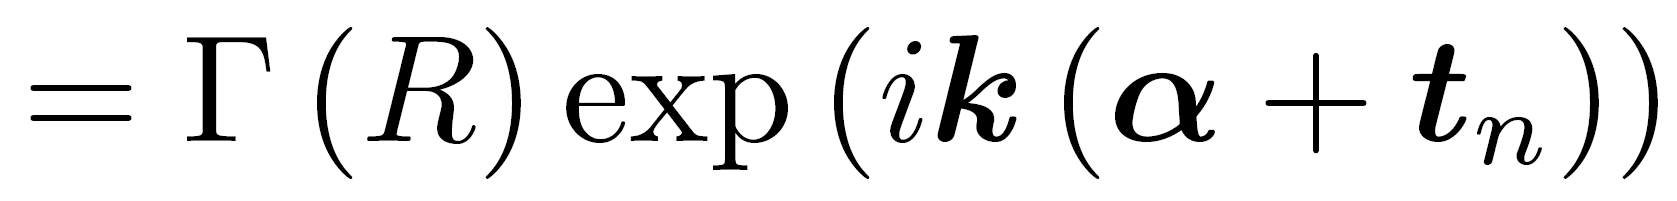 = Γ (R) exp (i𝒌 (𝜶 + 𝒕ₙ))